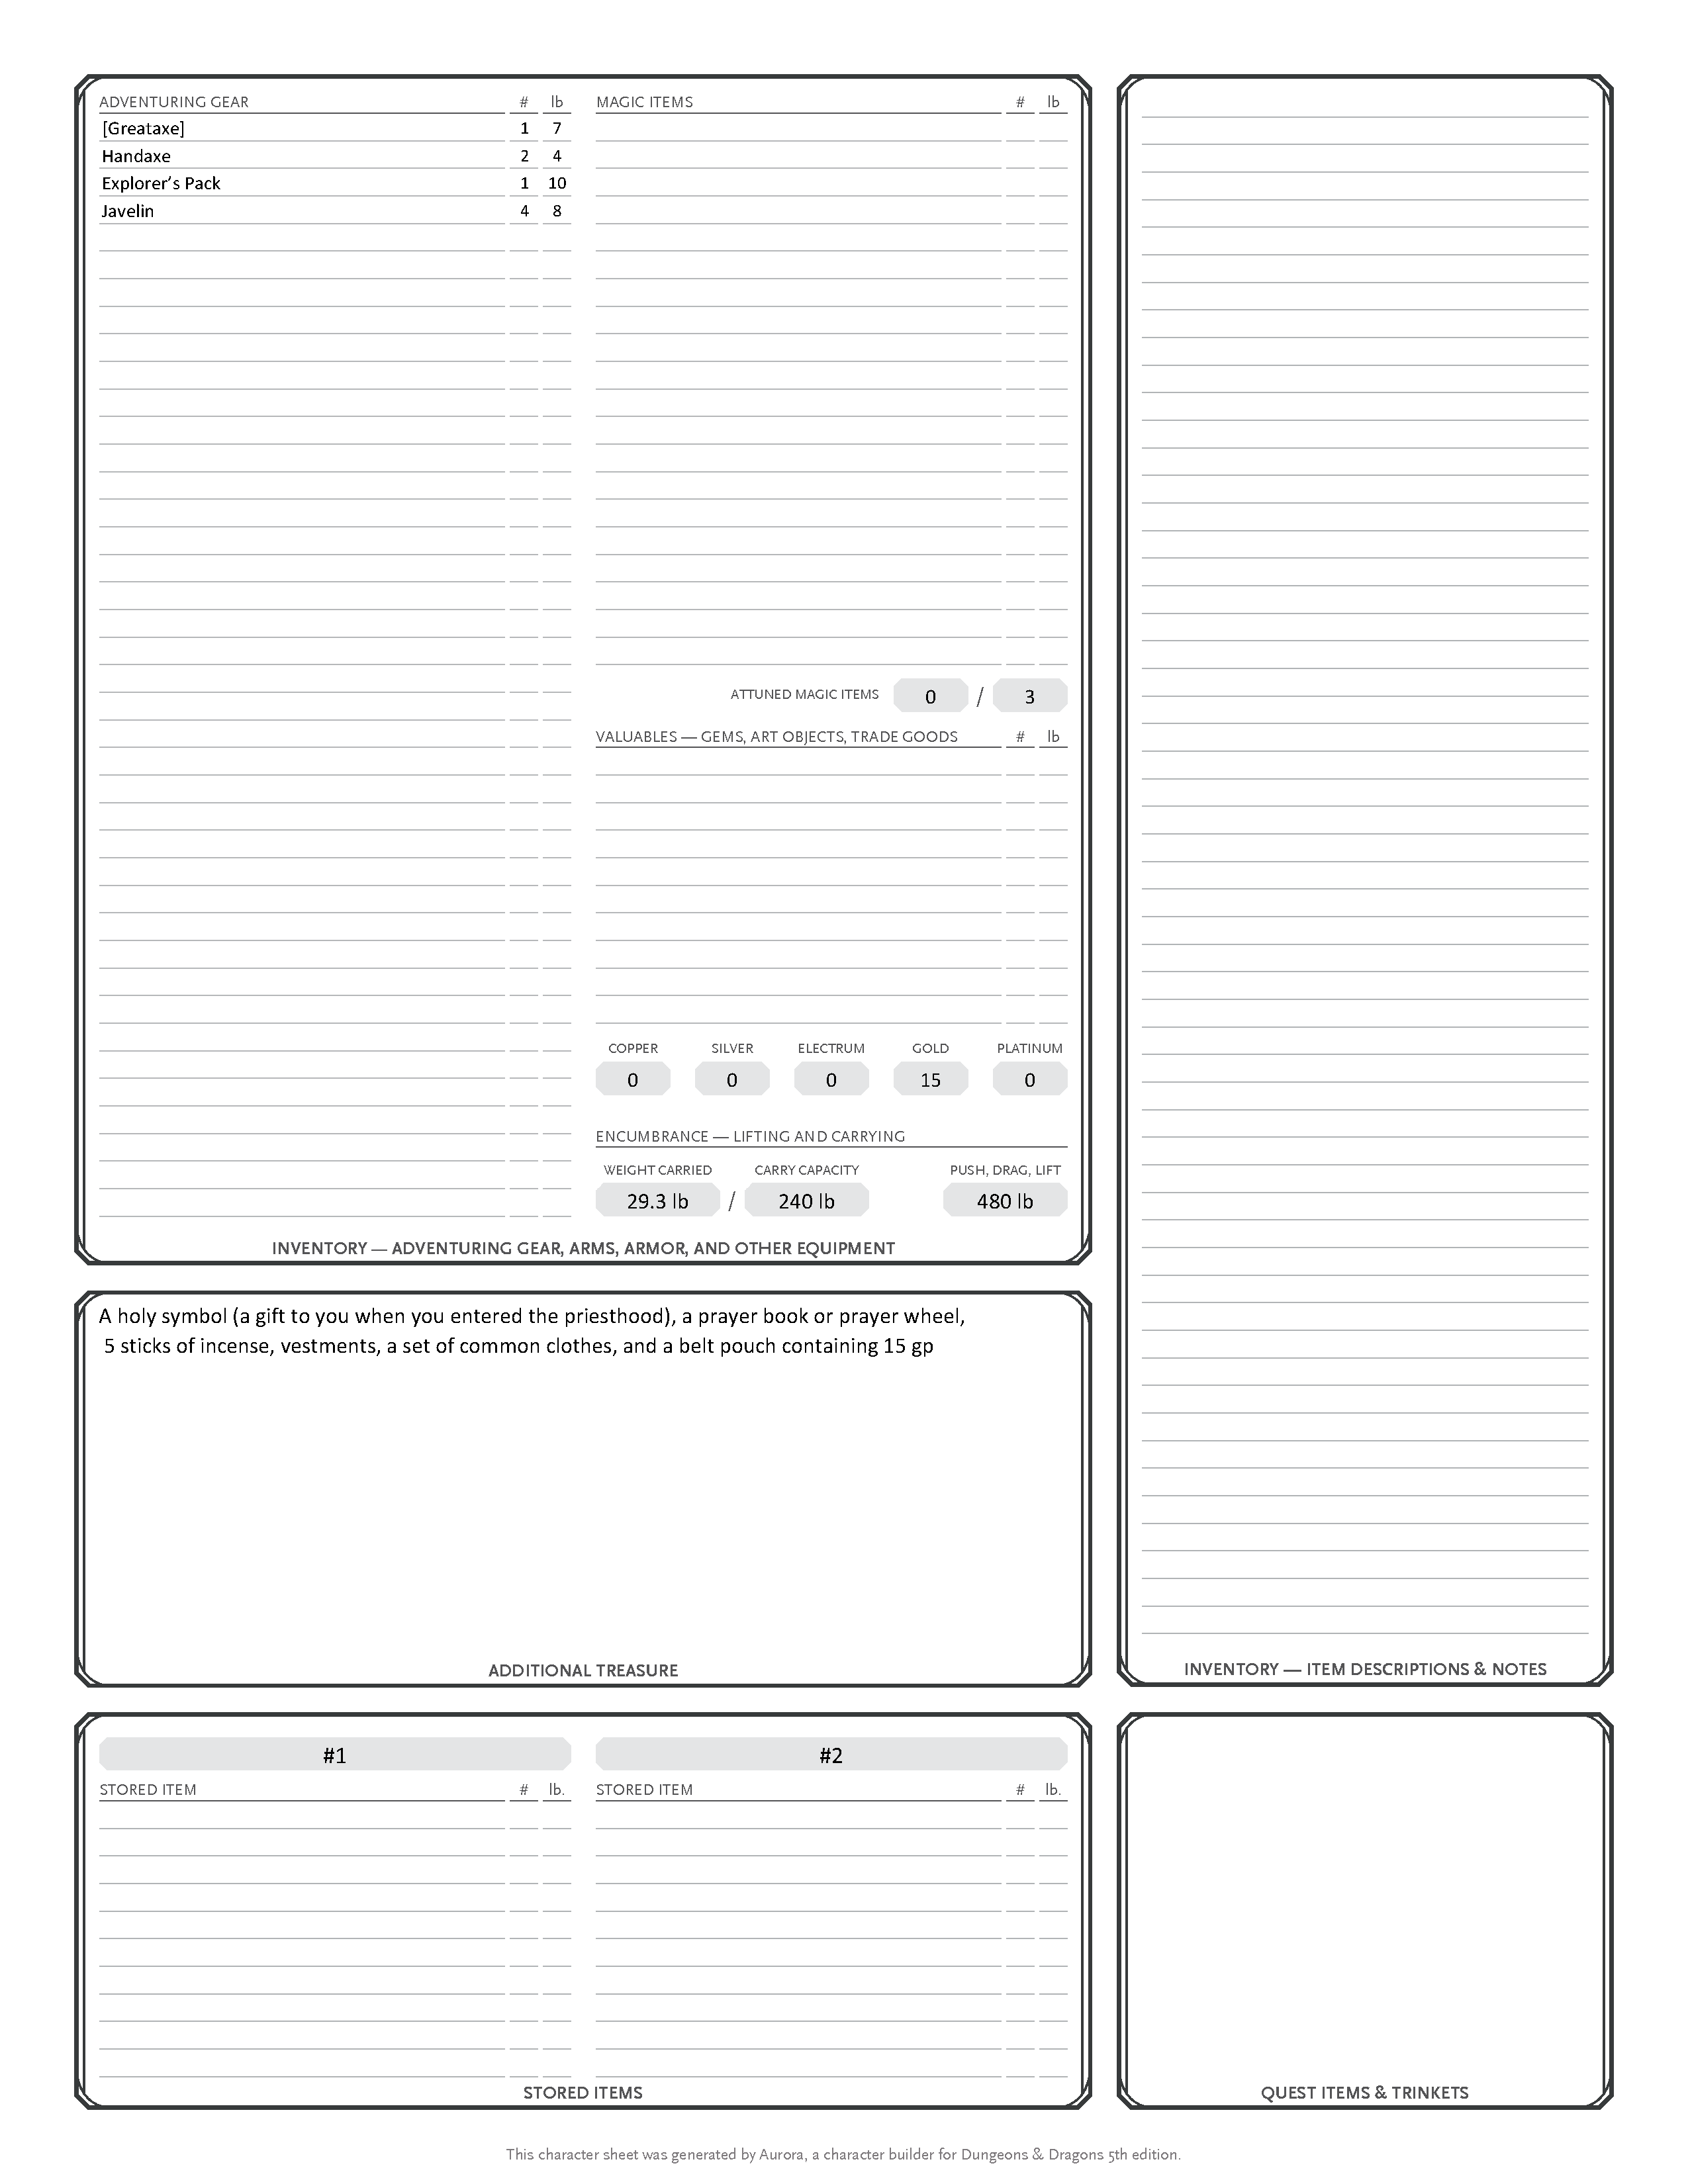 ADVENTURING GEAR # lb
[Greataxe] 1 7
Handaxe 2 4
Explorer's Pack 1 10
Javelin 4 8
MAGIC ITEMS # lb
ATTUNED MAGIC ITEMS 0 / 3
VALUABLES — GEMS, ART OBJECTS, TRADE GOODS # lb
COPPER SILVER ELECTRUM GOLD PLATINUM
0 0 0 15 0
ENCUMBRANCE — LIFTING AND CARRYING
WEIGHT CARRIED CARRY CAPACITY PUSH, DRAG, LIFT
29.3 lb / 240 lb 480 lb
INVENTORY — ADVENTURING GEAR, ARMS, ARMOR, AND OTHER EQUIPMENT
A holy symbol (a gift to you when you entered the priesthood), a prayer book or prayer wheel,
5 sticks of incense, vestments, a set of common clothes, and a belt pouch containing 15 gp
ADDITIONAL TREASURE
INVENTORY — ITEM DESCRIPTIONS & NOTES
#1 #2
STORED ITEM # lb. STORED ITEM # lb.
STORED ITEMS
QUEST ITEMS & TRINKETS
This character sheet was generated by Aurora, a character builder for Dungeons & Dragons 5th edition.